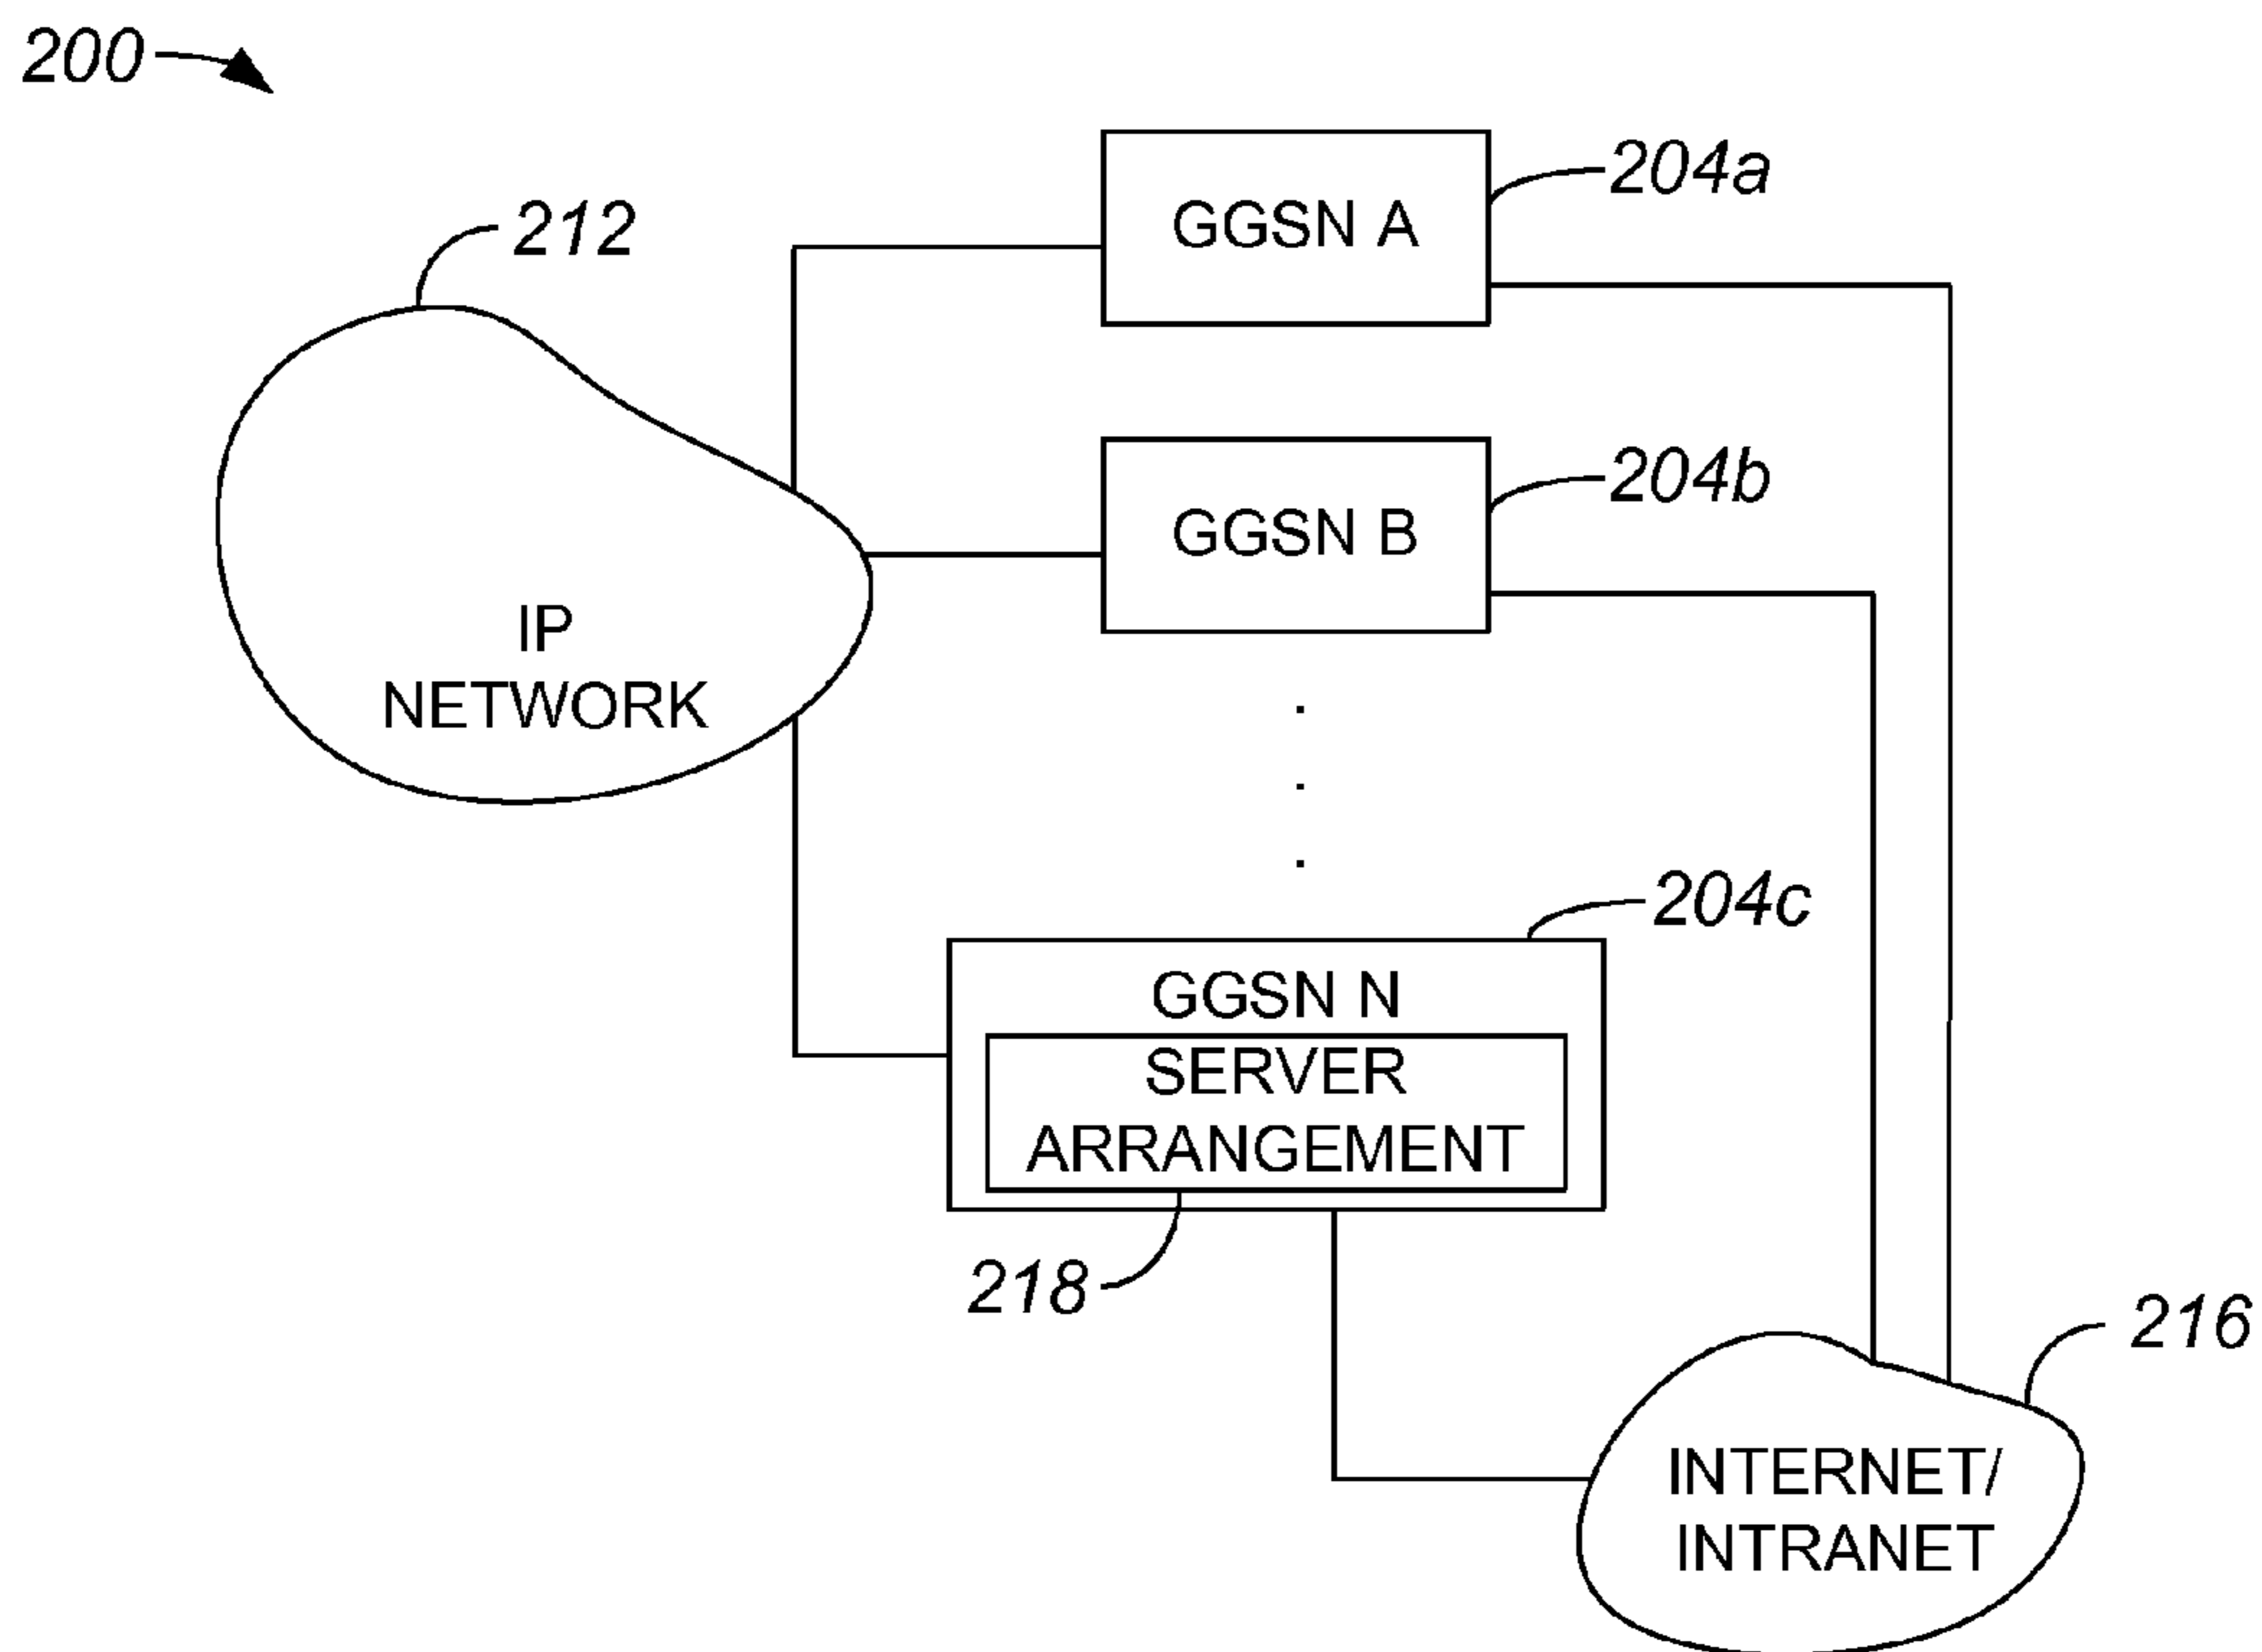 200
204a
GGSN A
212
204b
GGSN B
IP
NETWORK
.
.
.
204c
GGSN N
SERVER
ARRANGEMENT
218
216
INTERNET/
INTRANET